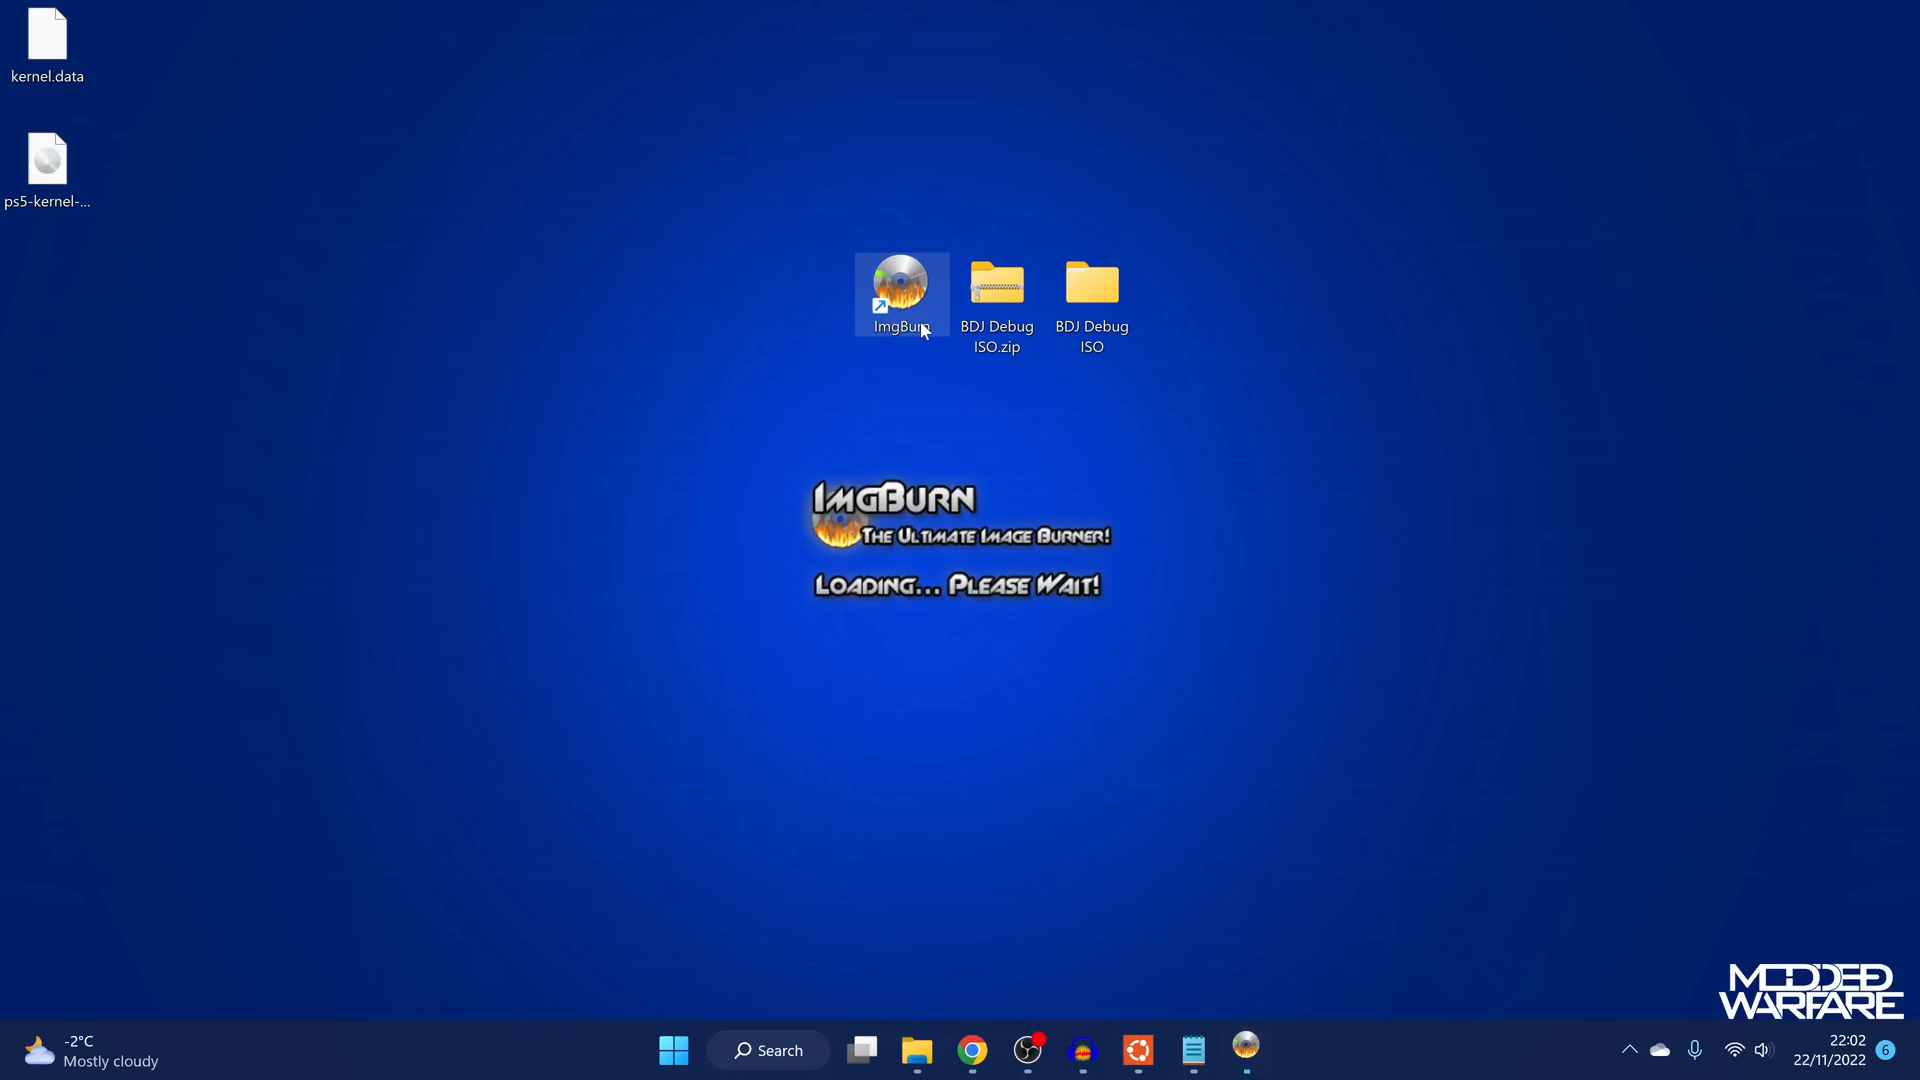 kernel.data
ps5-kernel-...
ImgBurn
BDJ Debug
ISO.zip
BDJ Debug
ISO
ImgBurn
The Ultimate Image Burner!
Loading... Please Wait!
MODDED
WARFARE
-2°C
Mostly cloudy
Search
22:02
22/11/2022
6